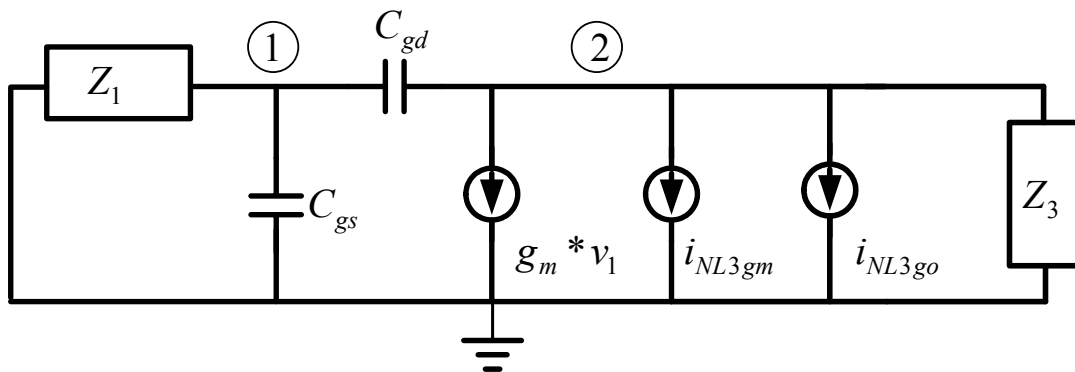 ① C_gd ②
Z_1
C_gs
g_m * v_1
i_NL3gm
i_NL3go
Z_3